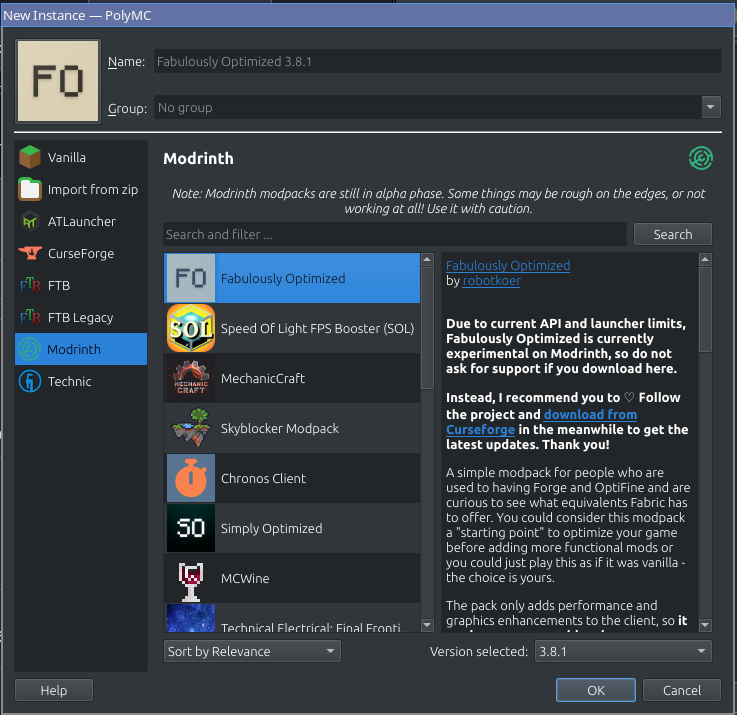 New Instance — PolyMC
FO
Name: Fabulously Optimized 3.8.1
Group: No group
Vanilla
Import from zip
ATLauncher
CurseForge
FTB
FTB Legacy
Modrinth
Technic
Modrinth
Note: Modrinth modpacks are still in alpha phase. Some things may be rough on the edges, or not
working at all! Use it with caution.
Search and filter ...
Search
FO
Fabulously Optimized
SOL
Speed Of Light FPS Booster (SOL)
MECHANIC
CRAFT
MechanicCraft
Skyblocker Modpack
Chronos Client
SO
Simply Optimized
MCWine
Technical Electrical: Final Fronti...
Fabulously Optimized
by robotkoer
Due to current API and launcher limits,
Fabulously Optimized is currently
experimental on Modrinth, so do not
ask for support if you download here.
Instead, I recommend you to ♡ Follow
the project and download from
Curseforge in the meanwhile to get the
latest updates. Thank you!
A simple modpack for people who are
used to having Forge and OptiFine and are
curious to see what equivalents Fabric has
to offer. You could consider this modpack
a "starting point" to optimize your game
before adding more functional mods or
you could just play this as if it was vanilla -
the choice is yours.
The pack only adds performance and
graphics enhancements to the client, so it
Sort by Relevance
Version selected: 3.8.1
Help
OK
Cancel